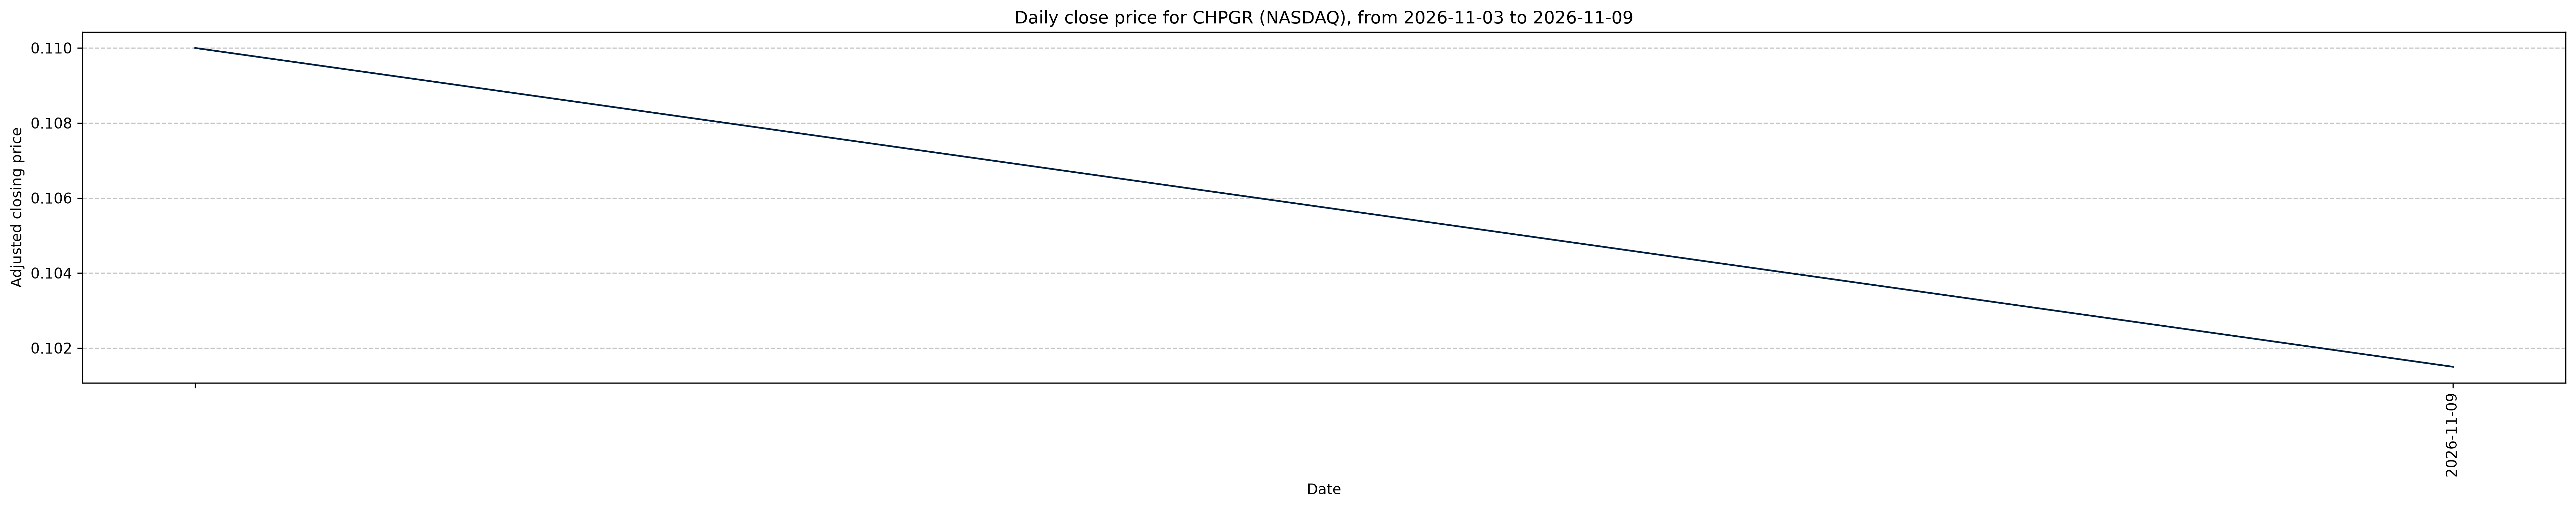 Daily close price for CHPGR (NASDAQ), from 2026-11-03 to 2026-11-09
Adjusted closing price
0.110
0.108
0.106
0.104
0.102
2026-11-09
Date